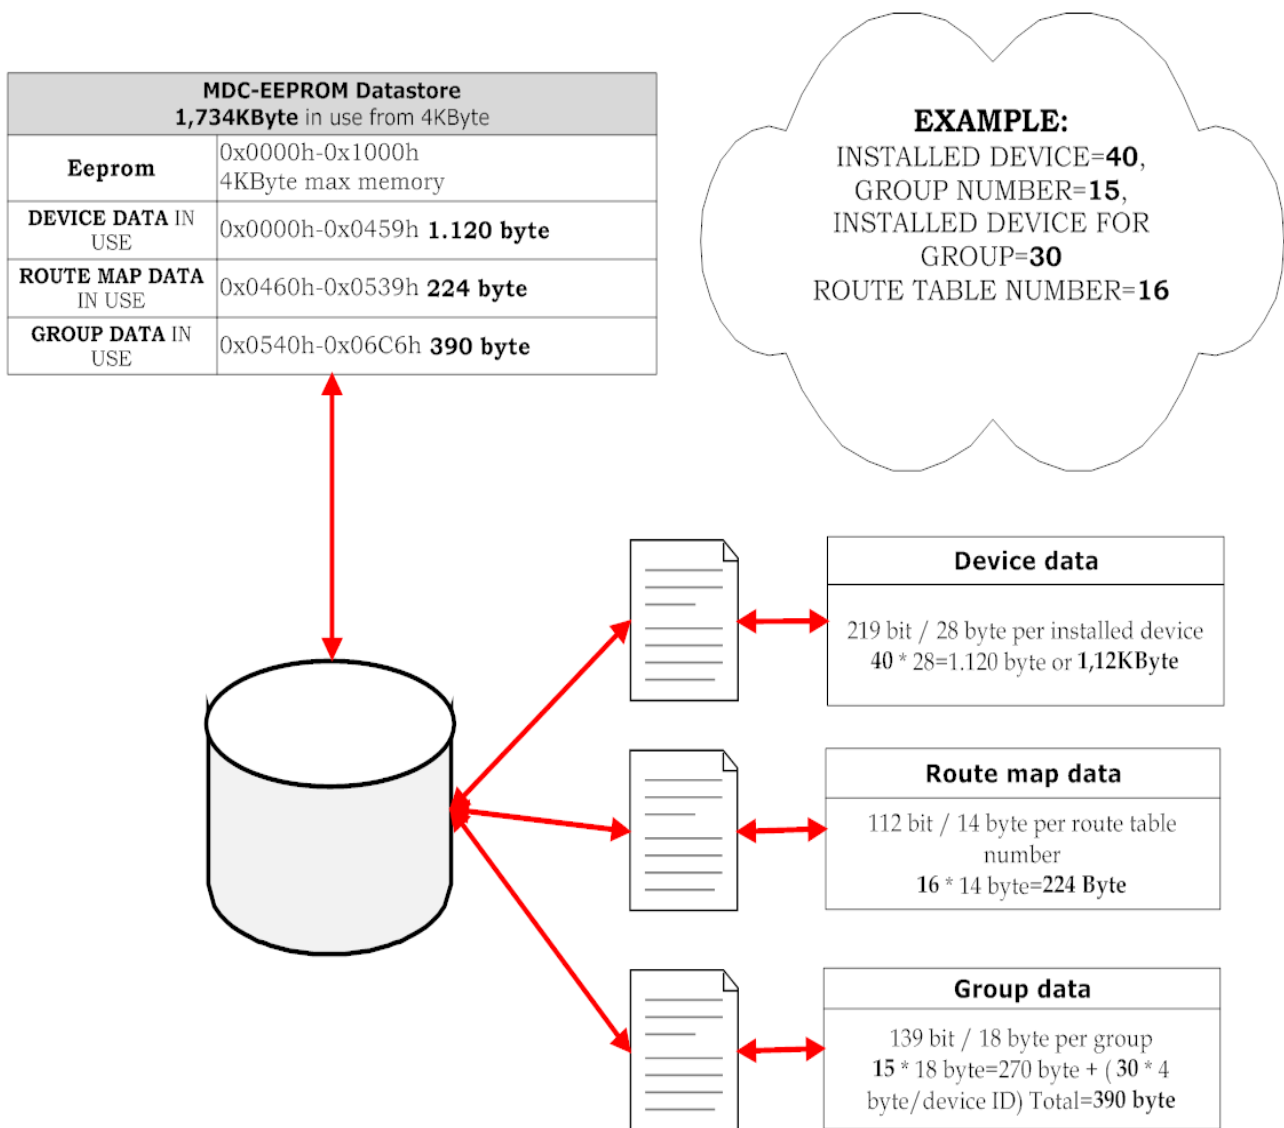 MDC-EEPROM Datastore
1,734KByte in use from 4KByte
Eeprom
0x0000h-0x1000h
4KByte max memory
DEVICE DATA IN
USE
0x0000h-0x0459h 1.120 byte
ROUTE MAP DATA
IN USE
0x0460h-0x0539h 224 byte
GROUP DATA IN
USE
0x0540h-0x06C6h 390 byte
EXAMPLE:
INSTALLED DEVICE=40,
GROUP NUMBER=15,
INSTALLED DEVICE FOR
GROUP=30
ROUTE TABLE NUMBER=16
Device data
219 bit / 28 byte per installed device
40 * 28=1.120 byte or 1,12KByte
Route map data
112 bit / 14 byte per route table
number
16 * 14 byte=224 Byte
Group data
139 bit / 18 byte per group
15 * 18 byte=270 byte + ( 30 * 4
byte/device ID) Total=390 byte